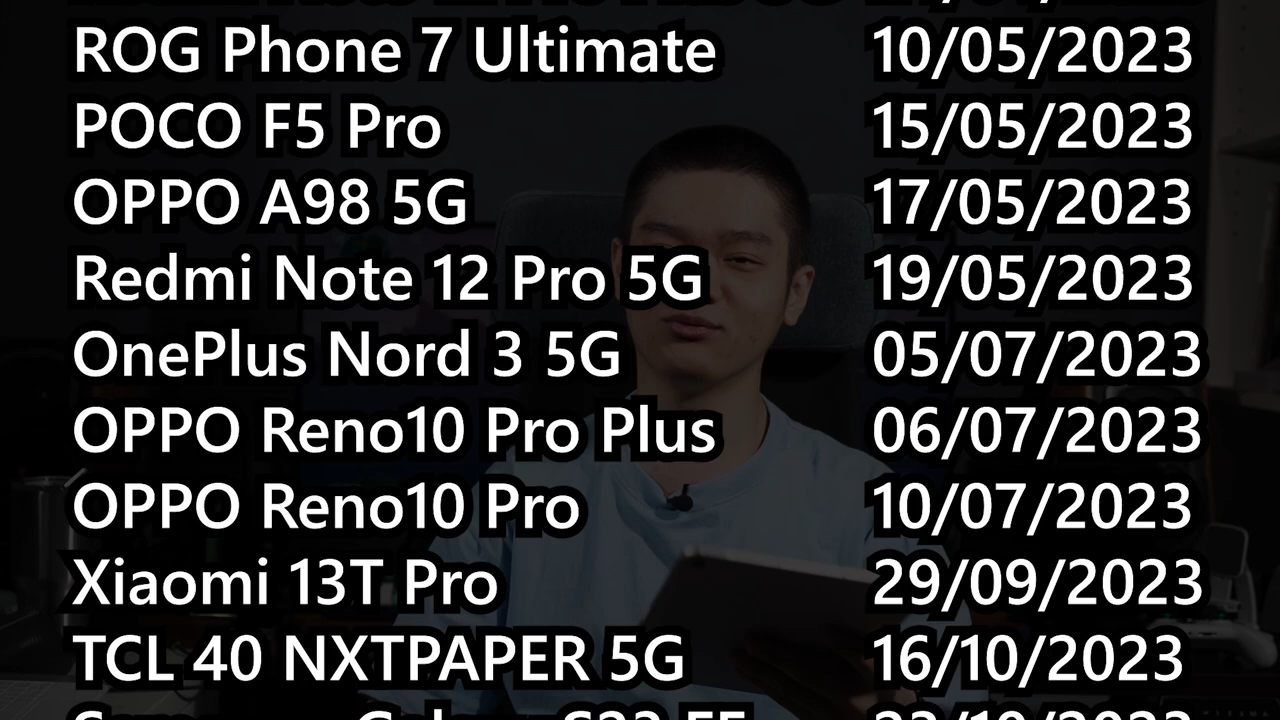 ROG Phone 7 Ultimate 10/05/2023
POCO F5 Pro 15/05/2023
OPPO A98 5G 17/05/2023
Redmi Note 12 Pro 5G 19/05/2023
OnePlus Nord 3 5G 05/07/2023
OPPO Reno10 Pro Plus 06/07/2023
OPPO Reno10 Pro 10/07/2023
Xiaomi 13T Pro 29/09/2023
TCL 40 NXTPAPER 5G 16/10/2023